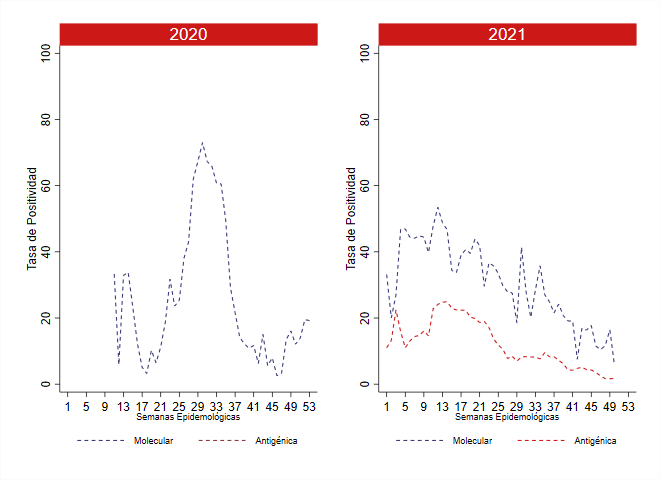 2020
Tasa de Positividad
100
80
60
40
20
0
1 5 9 13 17 21 25 29 33 37 41 45 49 53
Semanas Epidemológicas
Molecular Antigénica
2021
Tasa de Positividad
100
80
60
40
20
0
1 5 9 13 17 21 25 29 33 37 41 45 49 53
Semanas Epidemológicas
Molecular Antigénica